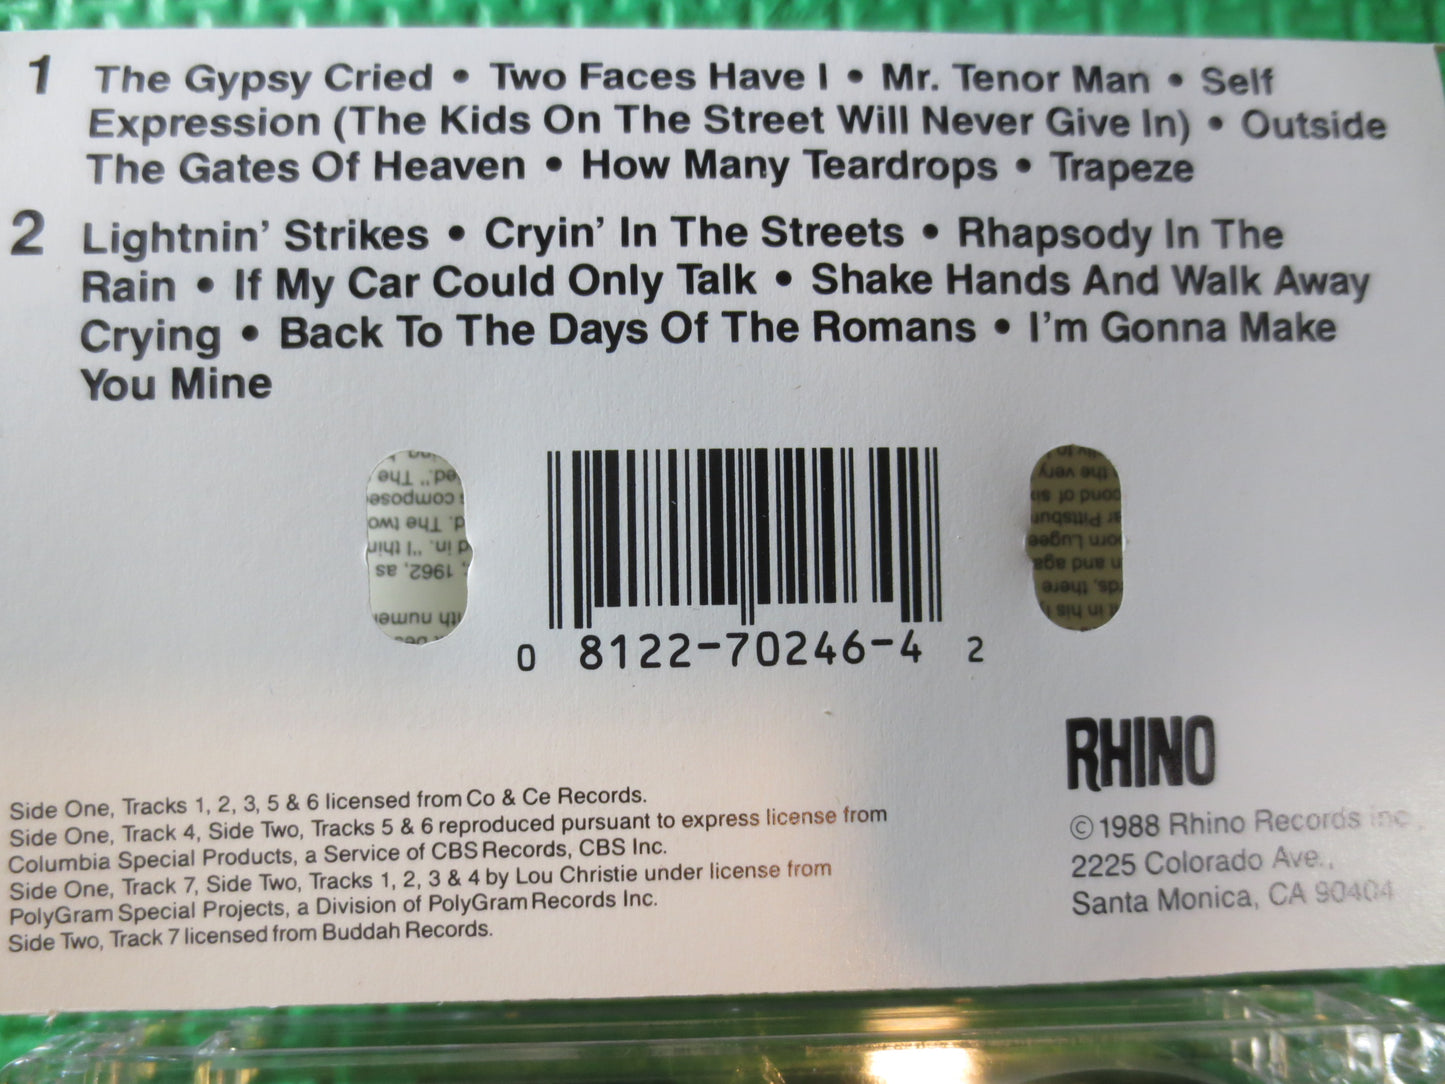 1 The Gypsy Cried • Two Faces Have I • Mr. Tenor Man • Self
Expression (The Kids On The Street Will Never Give In) • Outside
The Gates Of Heaven • How Many Teardrops • Trapeze
2 Lightnin' Strikes • Cryin' In The Streets • Rhapsody In The
Rain • If My Car Could Only Talk • Shake Hands And Walk Away
Crying • Back To The Days Of The Romans • I'm Gonna Make
You Mine
0 8122-70246-4 2
RHINO
© 1988 Rhino Records Inc.,
2225 Colorado Ave.,
Santa Monica, CA 90404
Side One, Tracks 1, 2, 3, 5 & 6 licensed from Co & Ce Records.
Side One, Track 4, Side Two, Tracks 5 & 6 reproduced pursuant to express license from
Columbia Special Products, a Service of CBS Records, CBS Inc.
Side One, Track 7, Side Two, Tracks 1, 2, 3 & 4 by Lou Christie under license from
PolyGram Special Projects, a Division of PolyGram Records Inc.
Side Two, Track 7 licensed from Buddah Records.